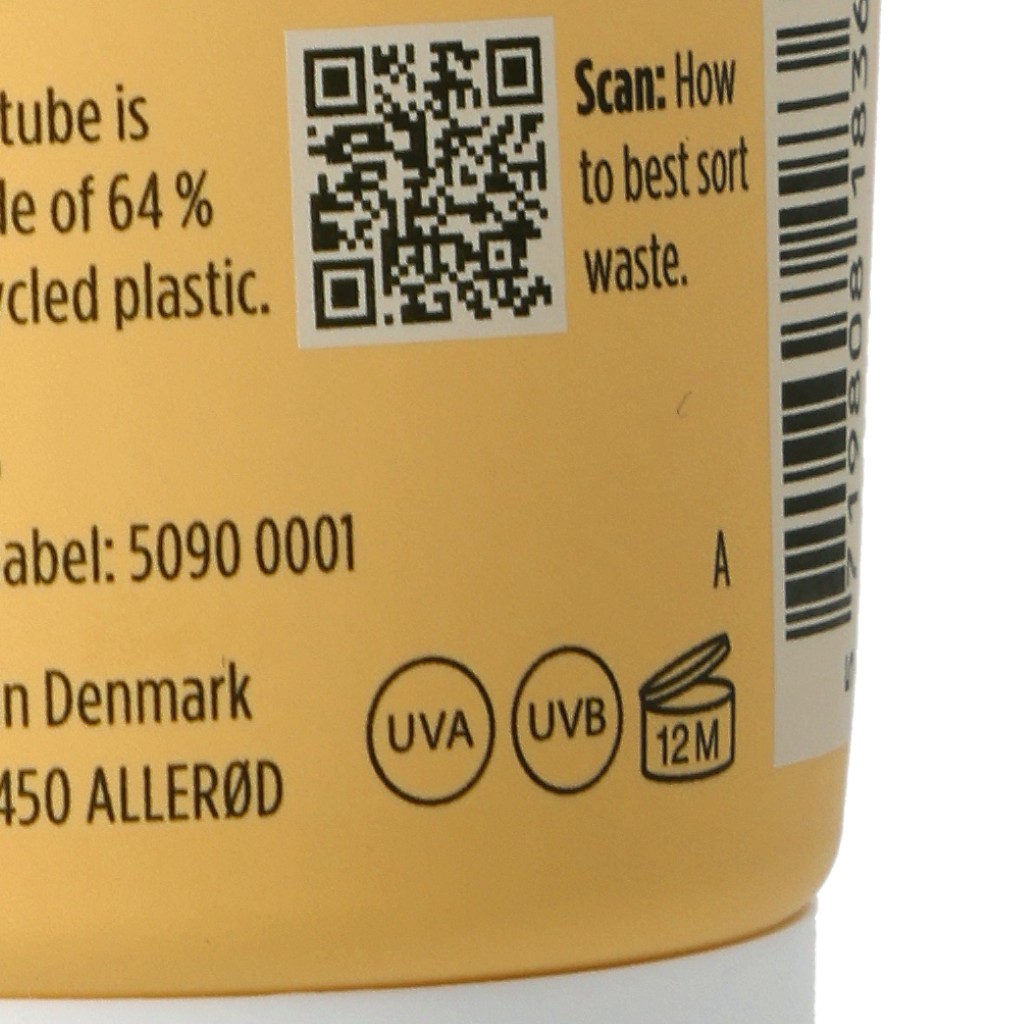 tube is
de of 64 %
ycled plastic.
Scan: How
to best sort
waste.
abel: 5090 0001
A
n Denmark
450 ALLERØD
UVA
UVB
12 M